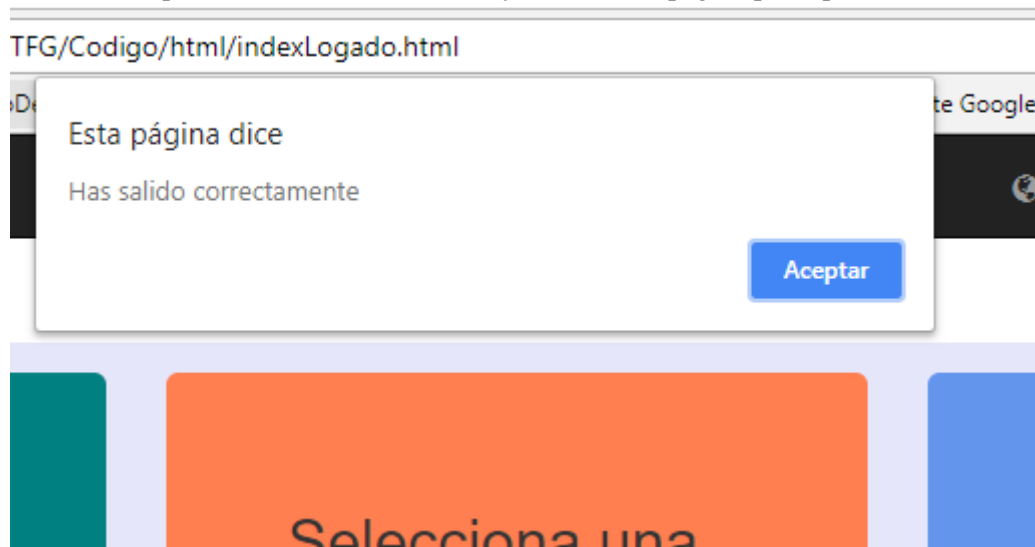 TFG/Codigo/html/indexLogado.html
te Google
Esta página dice
Has salido correctamente
Aceptar
Selecciona una